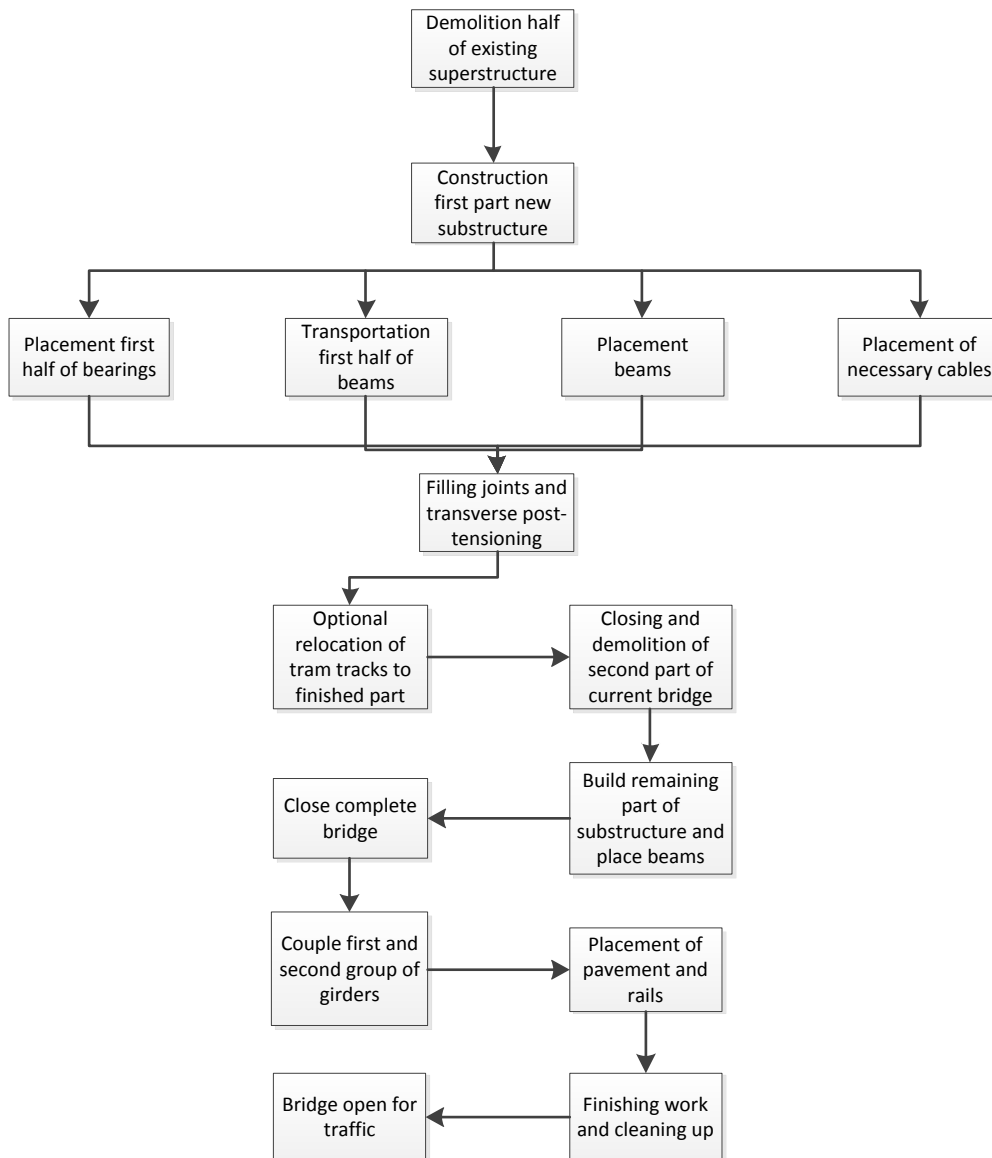 Demolition half
of existing
superstructure
Construction
first part new
substructure
Placement first
half of bearings
Transportation
first half of
beams
Placement
beams
Placement of
necessary cables
Filling joints and
transverse post-
tensioning
Optional
relocation of
tram tracks to
finished part
Closing and
demolition of
second part of
current bridge
Build remaining
part of
substructure and
place beams
Close complete
bridge
Couple first and
second group of
girders
Placement of
pavement and
rails
Finishing work
and cleaning up
Bridge open for
traffic